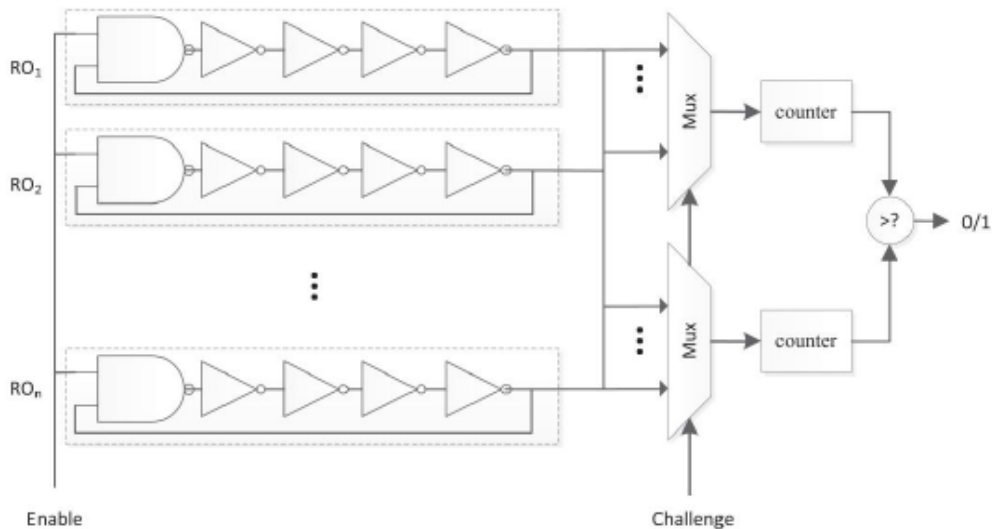 RO1
Mux
counter
RO2
>?
0/1
Mux
counter
ROn
Enable
Challenge